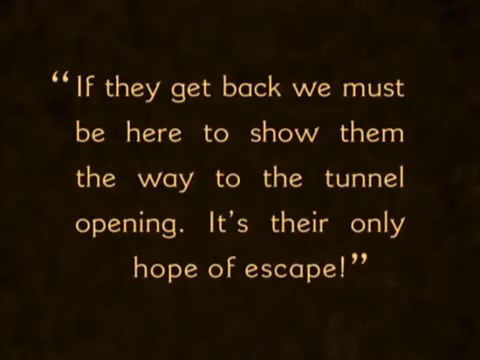 “If they get back we must
be here to show them
the way to the tunnel
opening. It’s their only
hope of escape!”